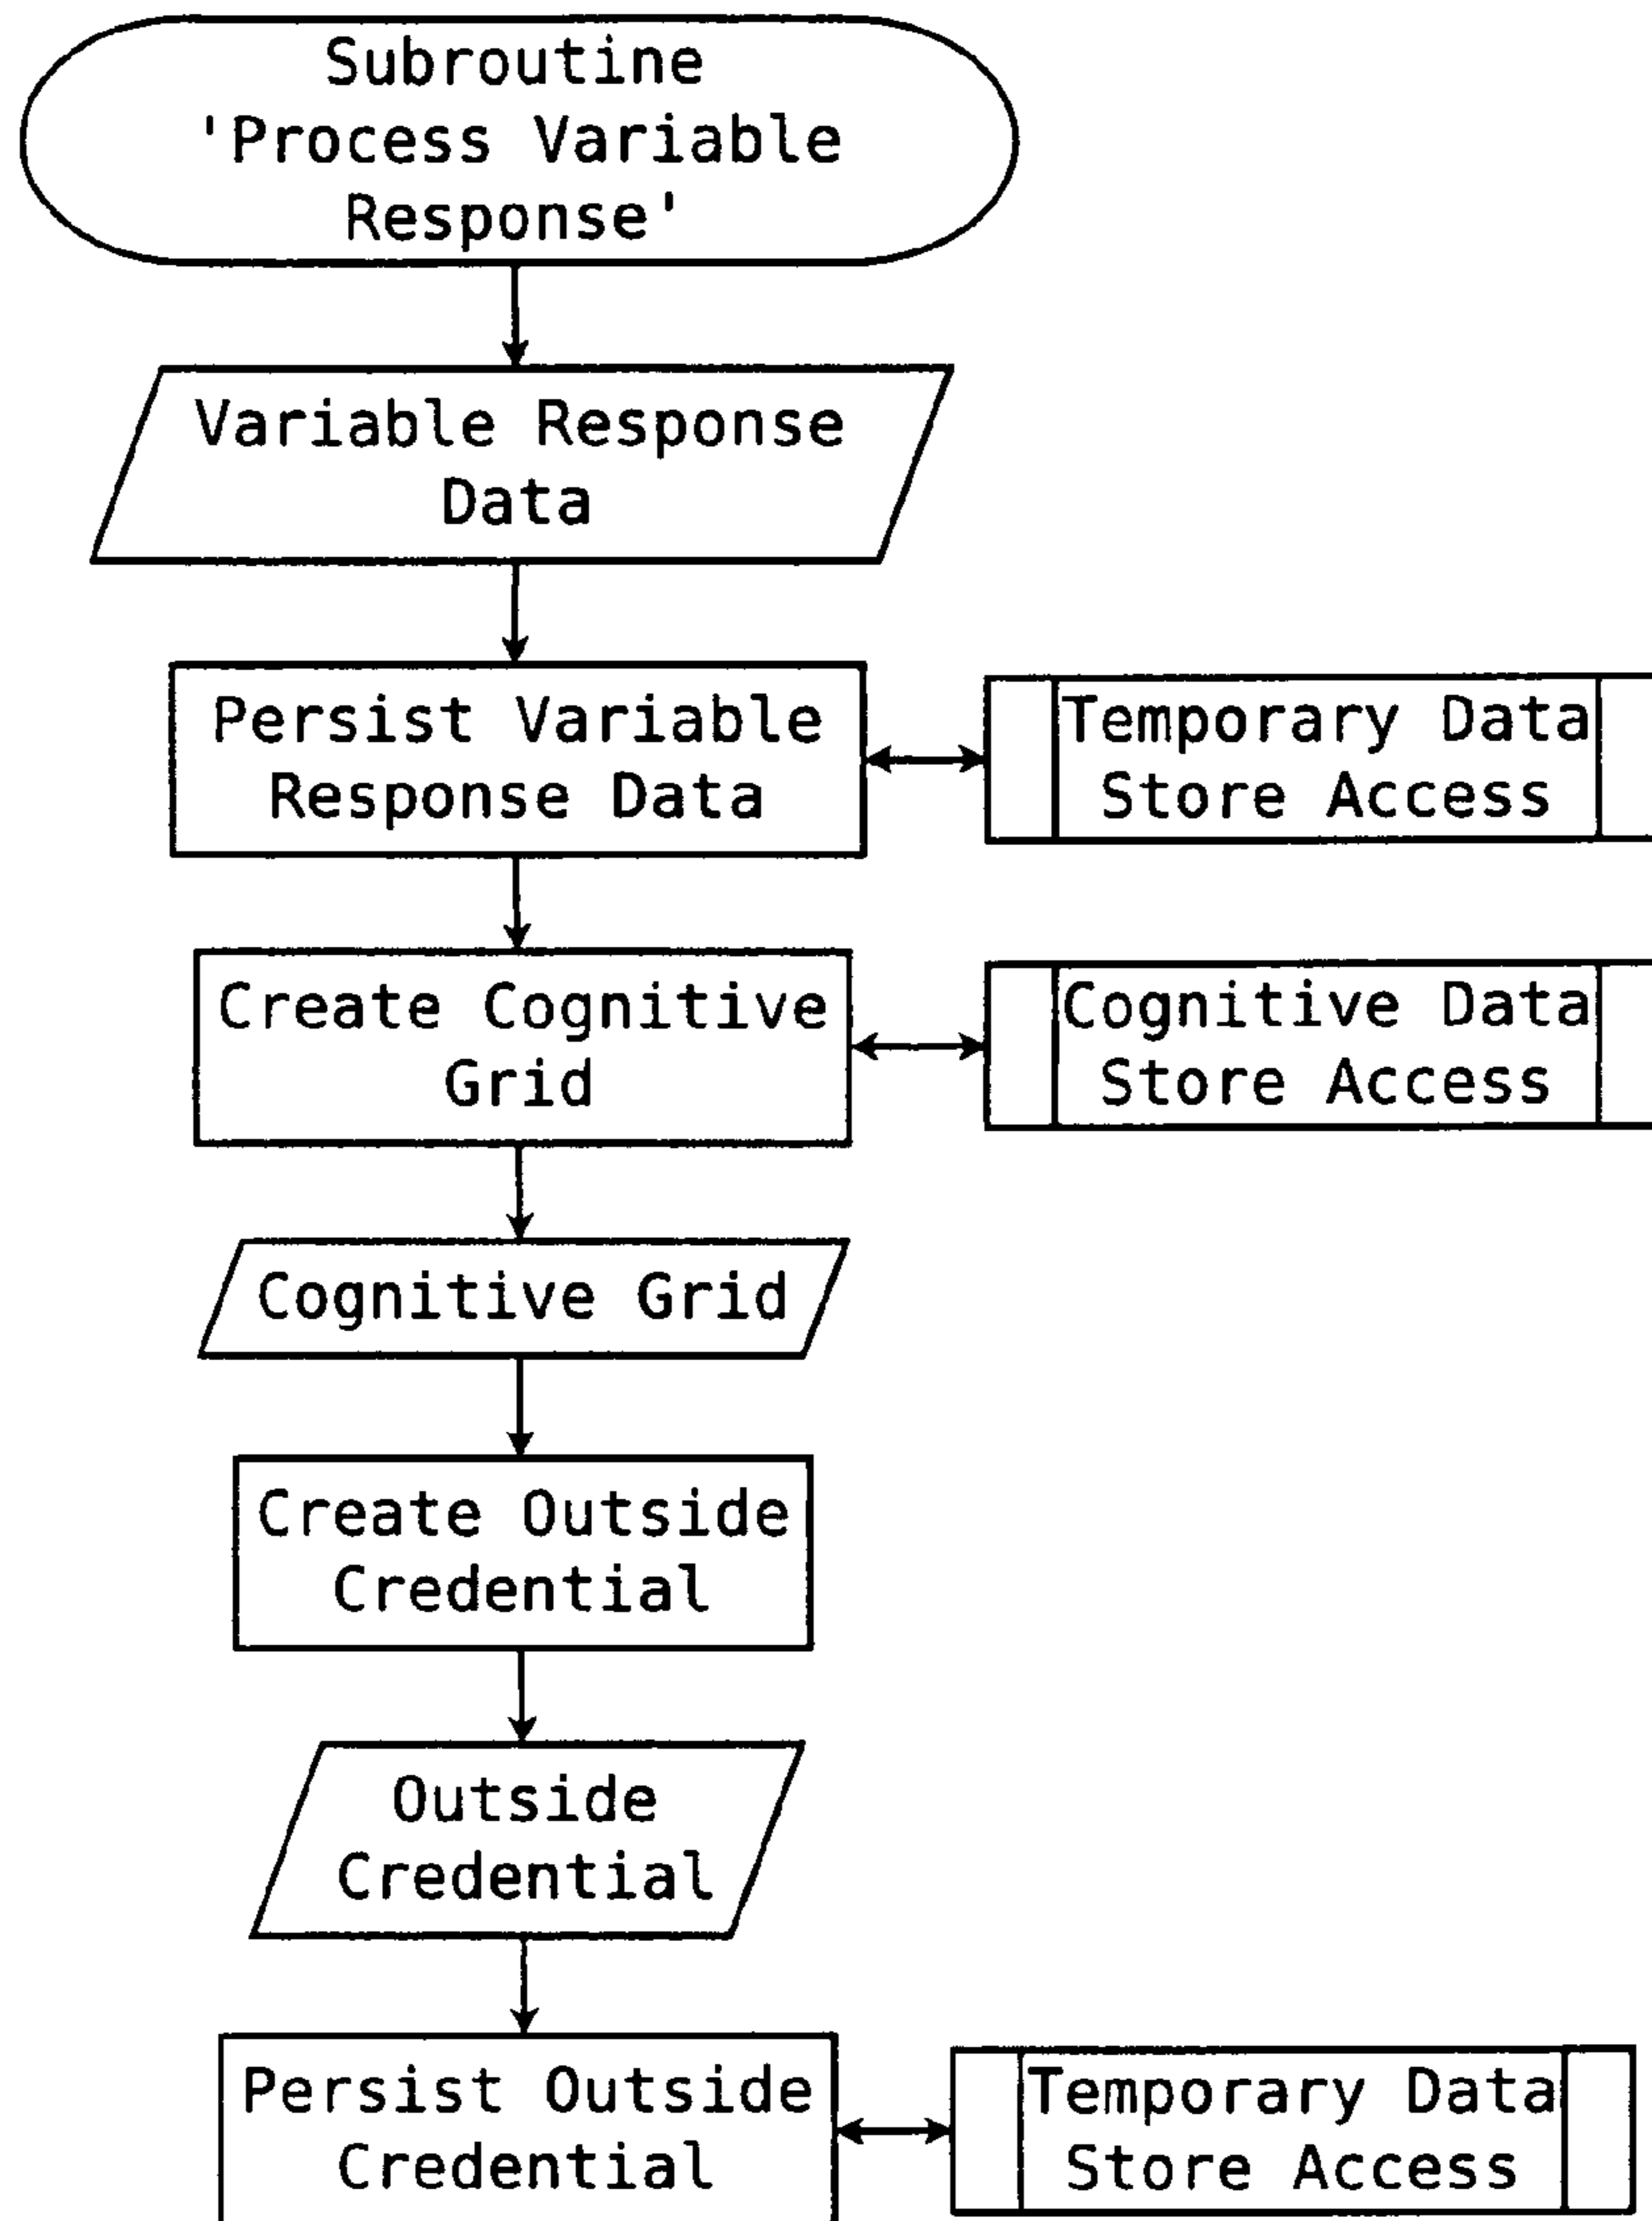 Subroutine
'Process Variable
Response'
Variable Response
Data
Persist Variable
Response Data
Temporary Data
Store Access
Create Cognitive
Grid
Cognitive Data
Store Access
Cognitive Grid
Create Outside
Credential
Outside
Credential
Persist Outside
Credential
Temporary Data
Store Access